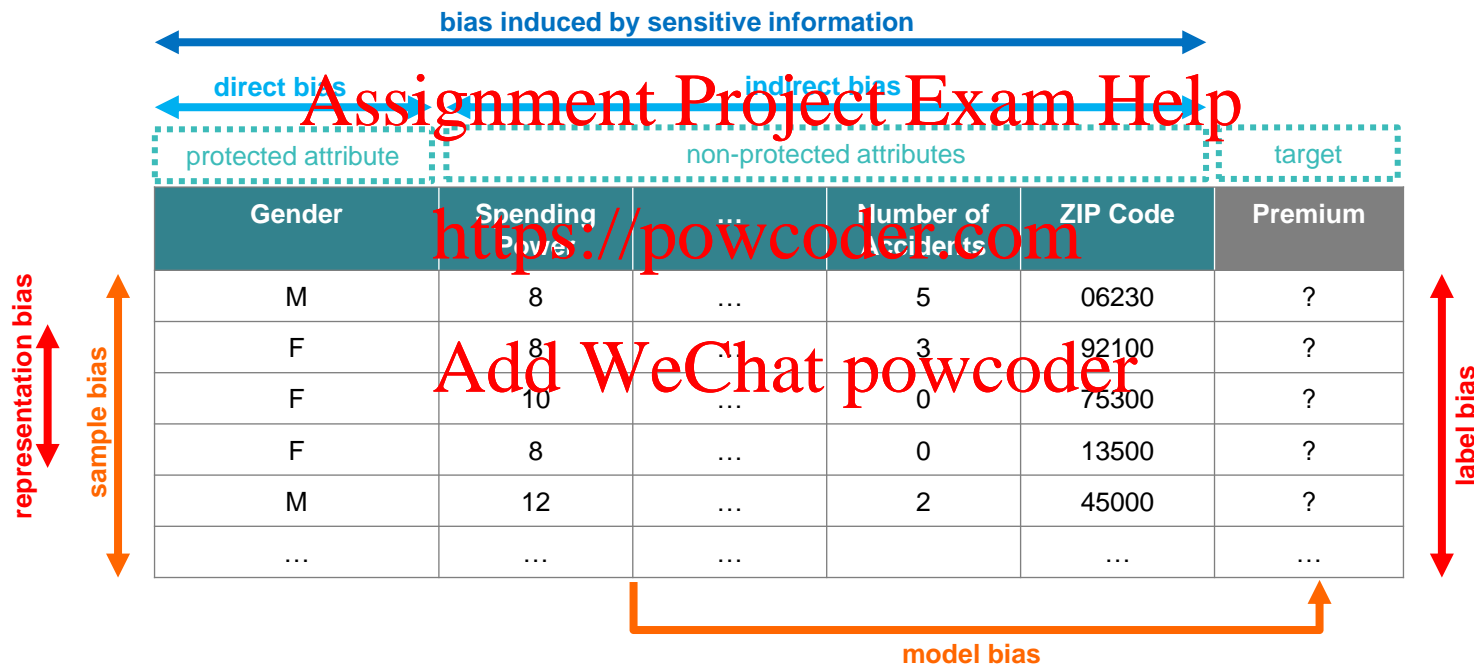 bias induced by sensitive information
direct bias indirect bias
Assignment Project Exam Help
protected attribute non-protected attributes target
Gender Spending Power … Number of Accidents ZIP Code Premium
https://powcoder.com
M 8 … 5 06230 ?
F 8 … 3 92100 ?
Add WeChat powcoder
F 10 … 0 75300 ?
F 8 … 0 13500 ?
M 12 … 2 45000 ?
… … … … … …
representation bias
sample bias
label bias
model bias